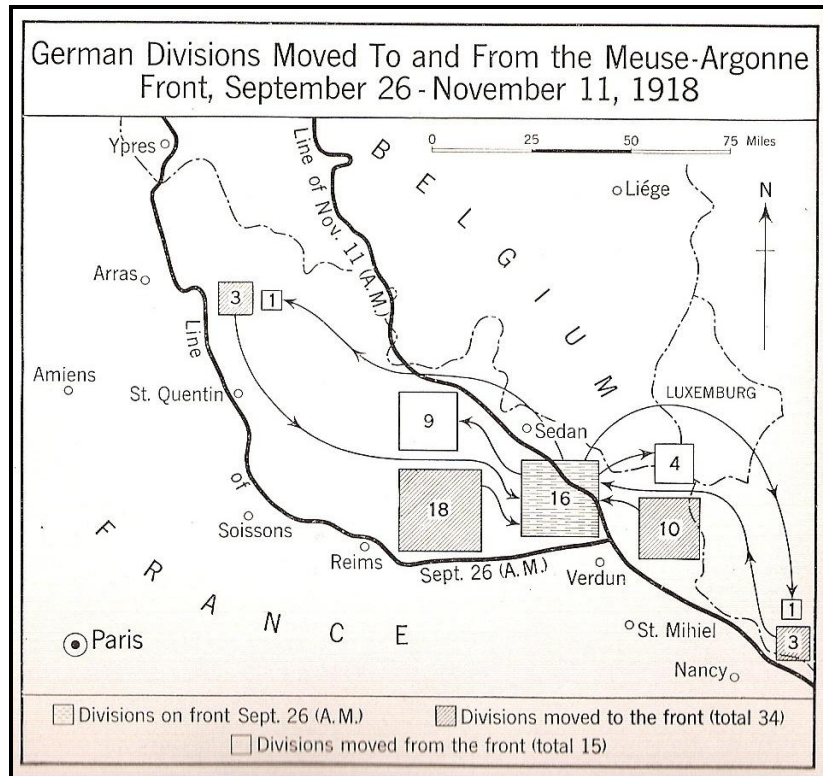 German Divisions Moved To and From the Meuse-Argonne
Front, September 26 - November 11, 1918
Ypres
Line of Nov. 11 (A.M.)
BELGIUM
0 25 50 75 Miles
Liége
N
Arras
3
1
Line
Amiens
St. Quentin
LUXEMBURG
9
Sedan
4
of
18
16
10
Soissons
Reims
Sept. 26 (A.M.)
Verdun
FRANCE
1
Paris
St. Mihiel
3
Nancy
Divisions on front Sept. 26 (A.M.)
Divisions moved to the front (total 34)
Divisions moved from the front (total 15)